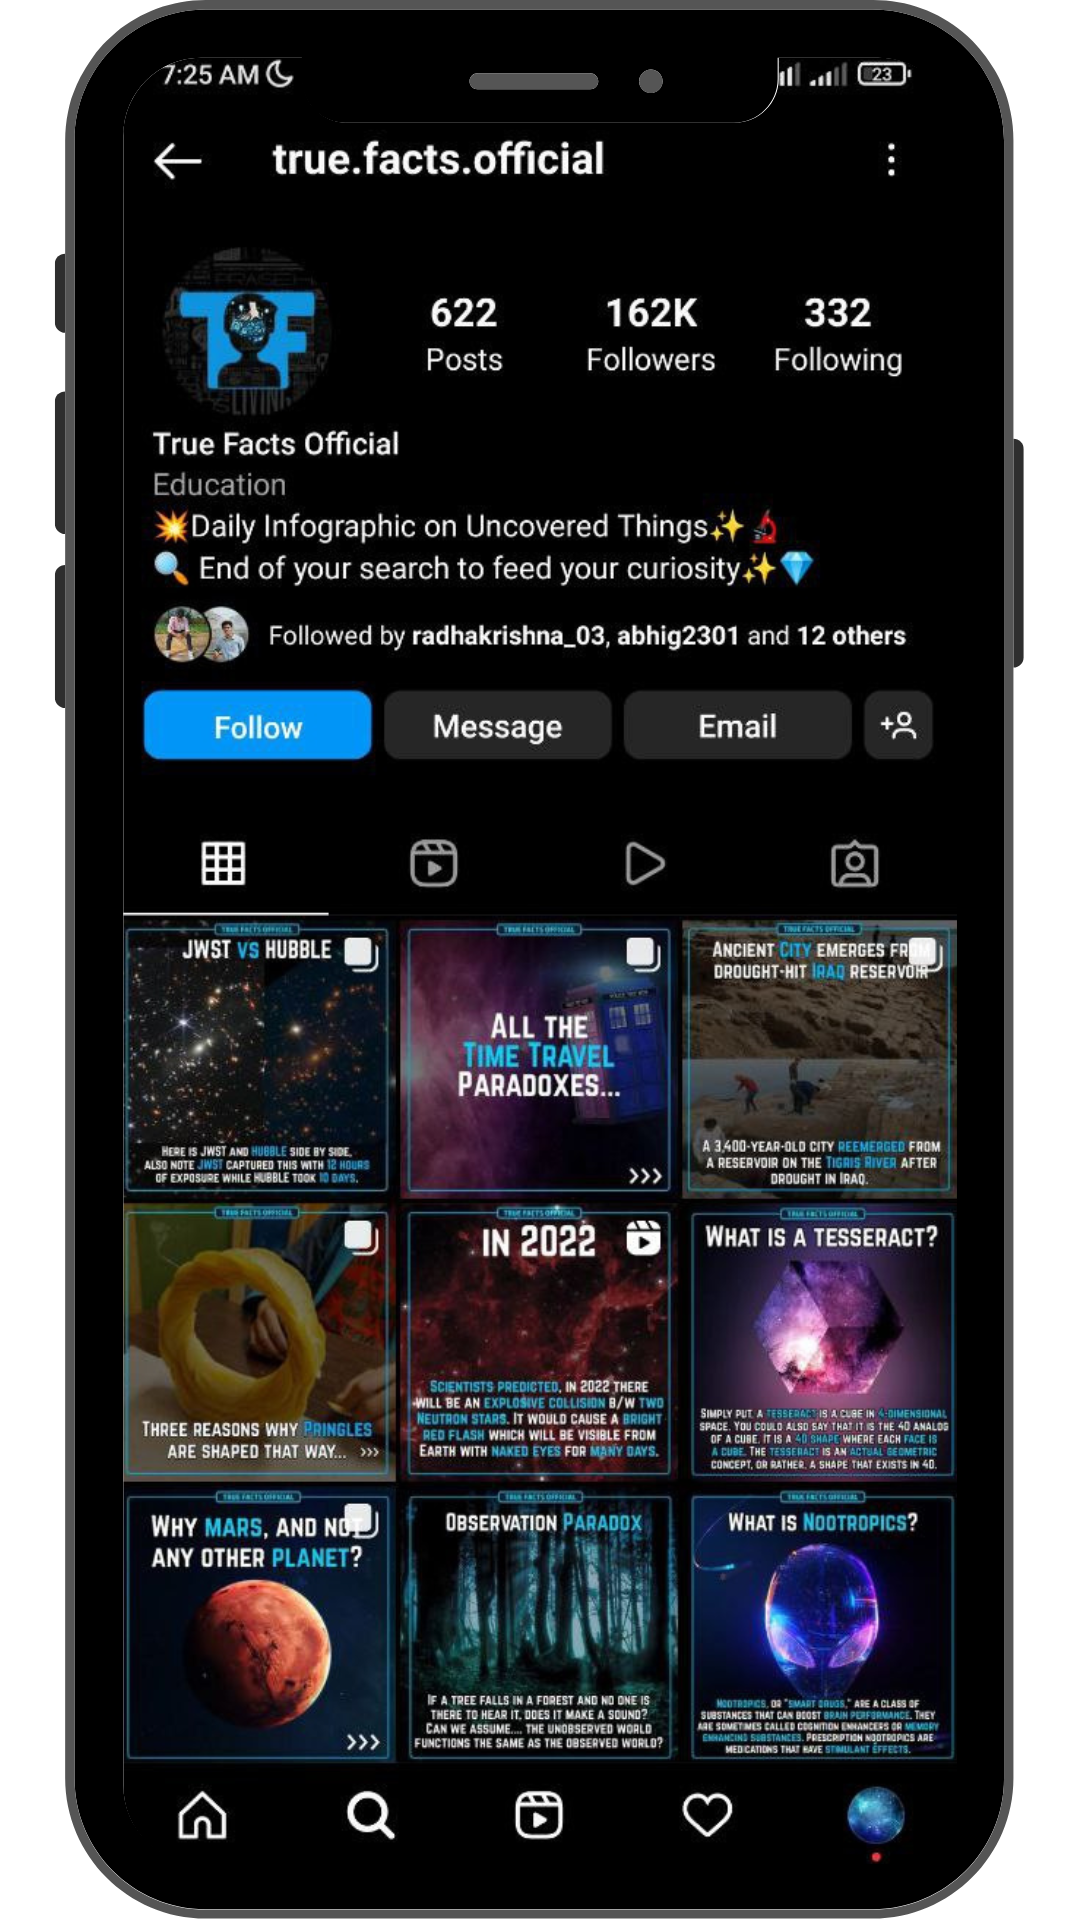 7:25 AM
23
true.facts.official
TF
LIVING
622
162K
332
Posts
Followers
Following
True Facts Official
Education
💥Daily Infographic on Uncovered Things✨🔬
🔍 End of your search to feed your curiosity✨💎
Followed by radhakrishna_03, abhig2301 and 12 others
Follow
Message
Email
TRUE FACTS OFFICIAL
JWST VS HUBBLE
HERE IS JWST AND HUBBLE SIDE BY SIDE,
ALSO NOTE JWST CAPTURED THIS WITH 12 HOURS
OF EXPOSURE WHILE HUBBLE TOOK 10 DAYS.
TRUE FACTS OFFICIAL
ALL THE
TIME TRAVEL
PARADOXES...
>>>
TRUE FACTS OFFICIAL
ANCIENT CITY EMERGES FROM
DROUGHT-HIT IRAQ RESERVOIR
A 3,400-YEAR-OLD CITY REEMERGED FROM
A RESERVOIR ON THE TIGRIS RIVER AFTER
DROUGHT IN IRAQ.
TRUE FACTS OFFICIAL
THREE REASONS WHY PRINGLES
ARE SHAPED THAT WAY... >>>
TRUE FACTS OFFICIAL
IN 2022
SCIENTISTS PREDICTED, IN 2022 THERE
WILL BE AN EXPLOSIVE COLLISION B/W TWO
NEUTRON STARS. IT WOULD CAUSE A BRIGHT
RED FLASH WHICH WILL BE VISIBLE FROM
EARTH WITH NAKED EYES FOR MANY DAYS.
TRUE FACTS OFFICIAL
WHAT IS A TESSERACT?
SIMPLY PUT, A TESSERACT IS A CUBE IN 4-DIMENSIONAL
SPACE. YOU COULD ALSO SAY THAT IT IS THE 4D ANALOG
OF A CUBE. IT IS A 4D SHAPE WHERE EACH FACE IS
A CUBE. THE TESSERACT IS AN ACTUAL GEOMETRIC
CONCEPT, OR RATHER, A SHAPE THAT EXISTS IN 4D.
TRUE FACTS OFFICIAL
WHY MARS, AND NOT
ANY OTHER PLANET?
>>>
TRUE FACTS OFFICIAL
OBSERVATION PARADOX
IF A TREE FALLS IN A FOREST AND NO ONE IS
THERE TO HEAR IT, DOES IT MAKE A SOUND?
CAN WE ASSUME.... THE UNOBSERVED WORLD
FUNCTIONS THE SAME AS THE OBSERVED WORLD?
TRUE FACTS OFFICIAL
WHAT IS NOOTROPICS?
NOOTROPICS, OR "SMART DRUGS," ARE A CLASS OF
SUBSTANCES THAT CAN BOOST BRAIN PERFORMANCE. THEY
ARE SOMETIMES CALLED COGNITION ENHANCERS OR MEMORY
ENHANCING SUBSTANCES. PRESCRIPTION NOOTROPICS ARE
MEDICATIONS THAT HAVE STIMULANT EFFECTS.